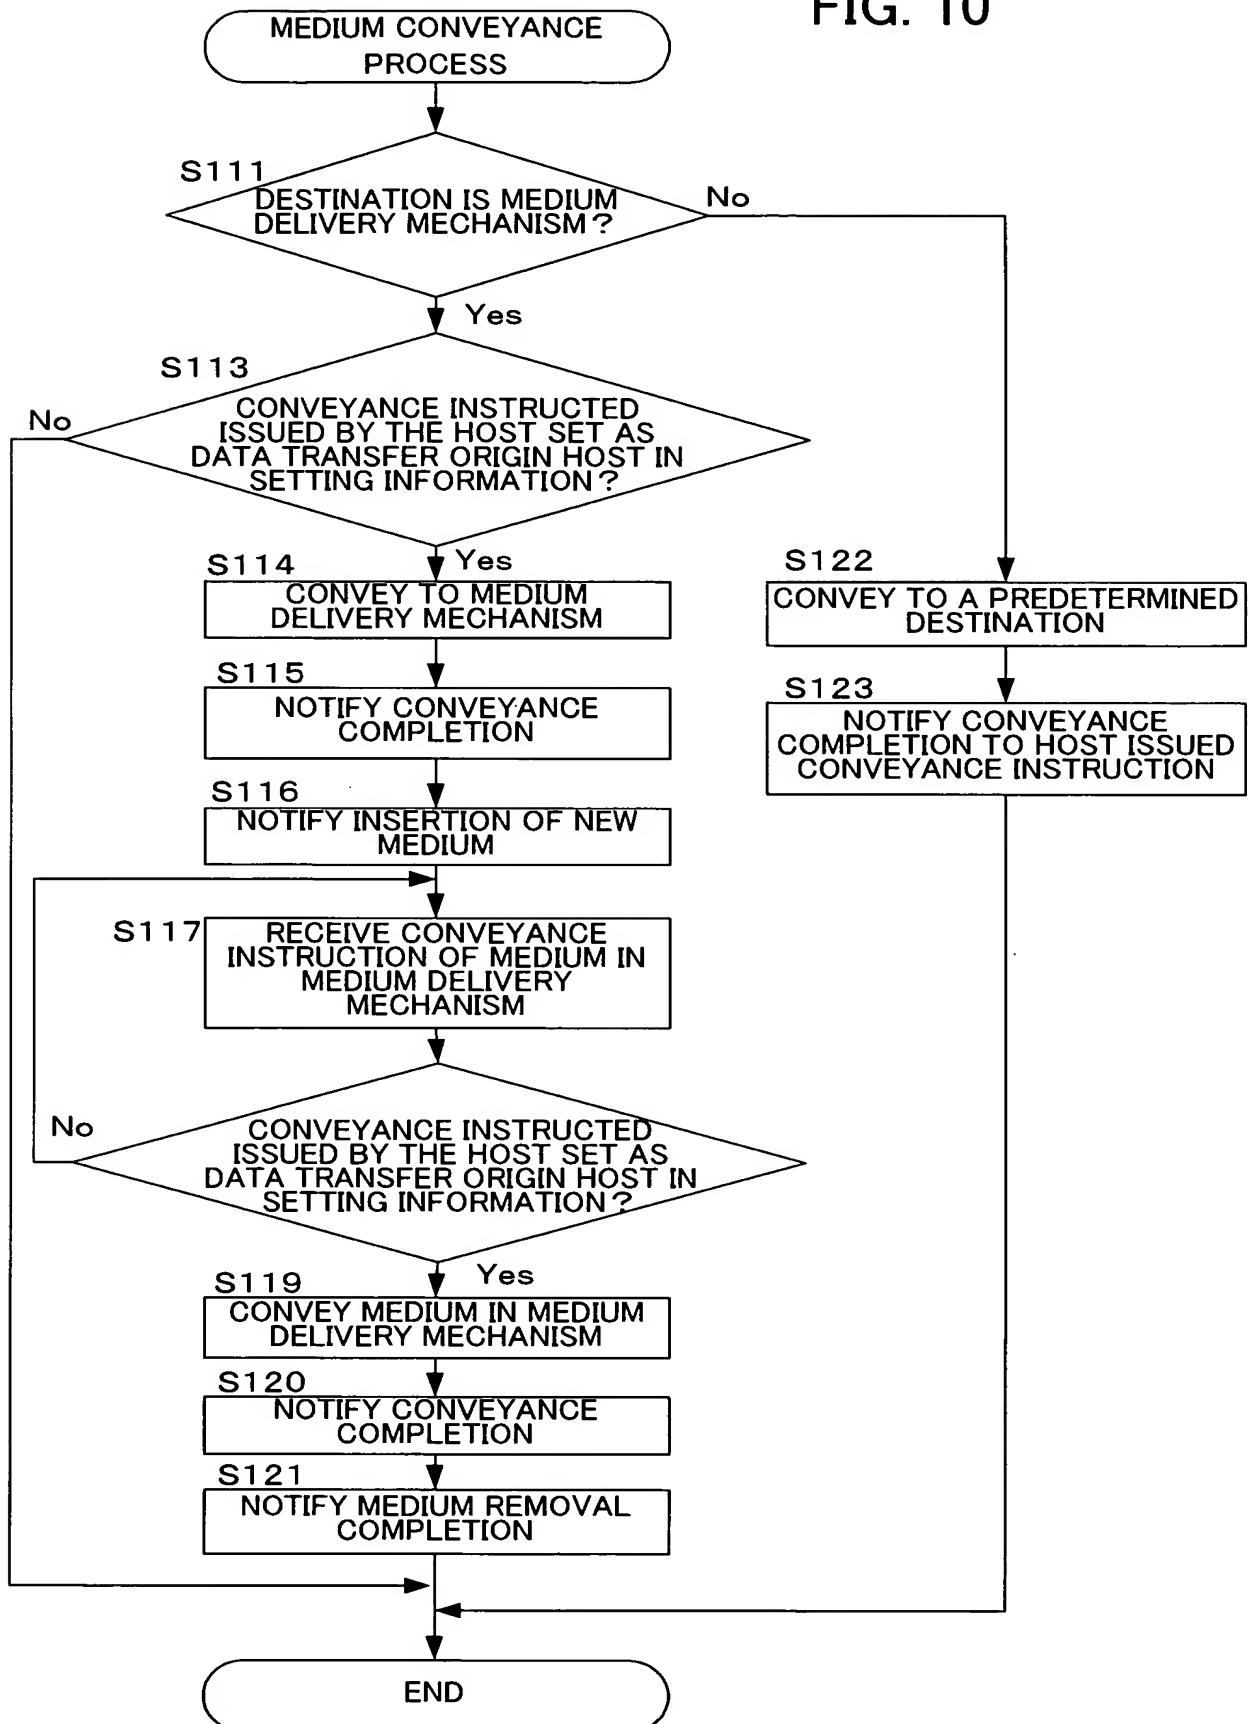 FIG. 10
MEDIUM CONVEYANCE
PROCESS
S111
DESTINATION IS MEDIUM
DELIVERY MECHANISM?
No
Yes
S113
No
CONVEYANCE INSTRUCTED
ISSUED BY THE HOST SET AS
DATA TRANSFER ORIGIN HOST IN
SETTING INFORMATION?
Yes
S114
CONVEY TO MEDIUM
DELIVERY MECHANISM
S122
CONVEY TO A PREDETERMINED
DESTINATION
S115
NOTIFY CONVEYANCE
COMPLETION
S123
NOTIFY CONVEYANCE
COMPLETION TO HOST ISSUED
CONVEYANCE INSTRUCTION
S116
NOTIFY INSERTION OF NEW
MEDIUM
S117
RECEIVE CONVEYANCE
INSTRUCTION OF MEDIUM IN
MEDIUM DELIVERY
MECHANISM
No
CONVEYANCE INSTRUCTED
ISSUED BY THE HOST SET AS
DATA TRANSFER ORIGIN HOST IN
SETTING INFORMATION?
Yes
S119
CONVEY MEDIUM IN MEDIUM
DELIVERY MECHANISM
S120
NOTIFY CONVEYANCE
COMPLETION
S121
NOTIFY MEDIUM REMOVAL
COMPLETION
END